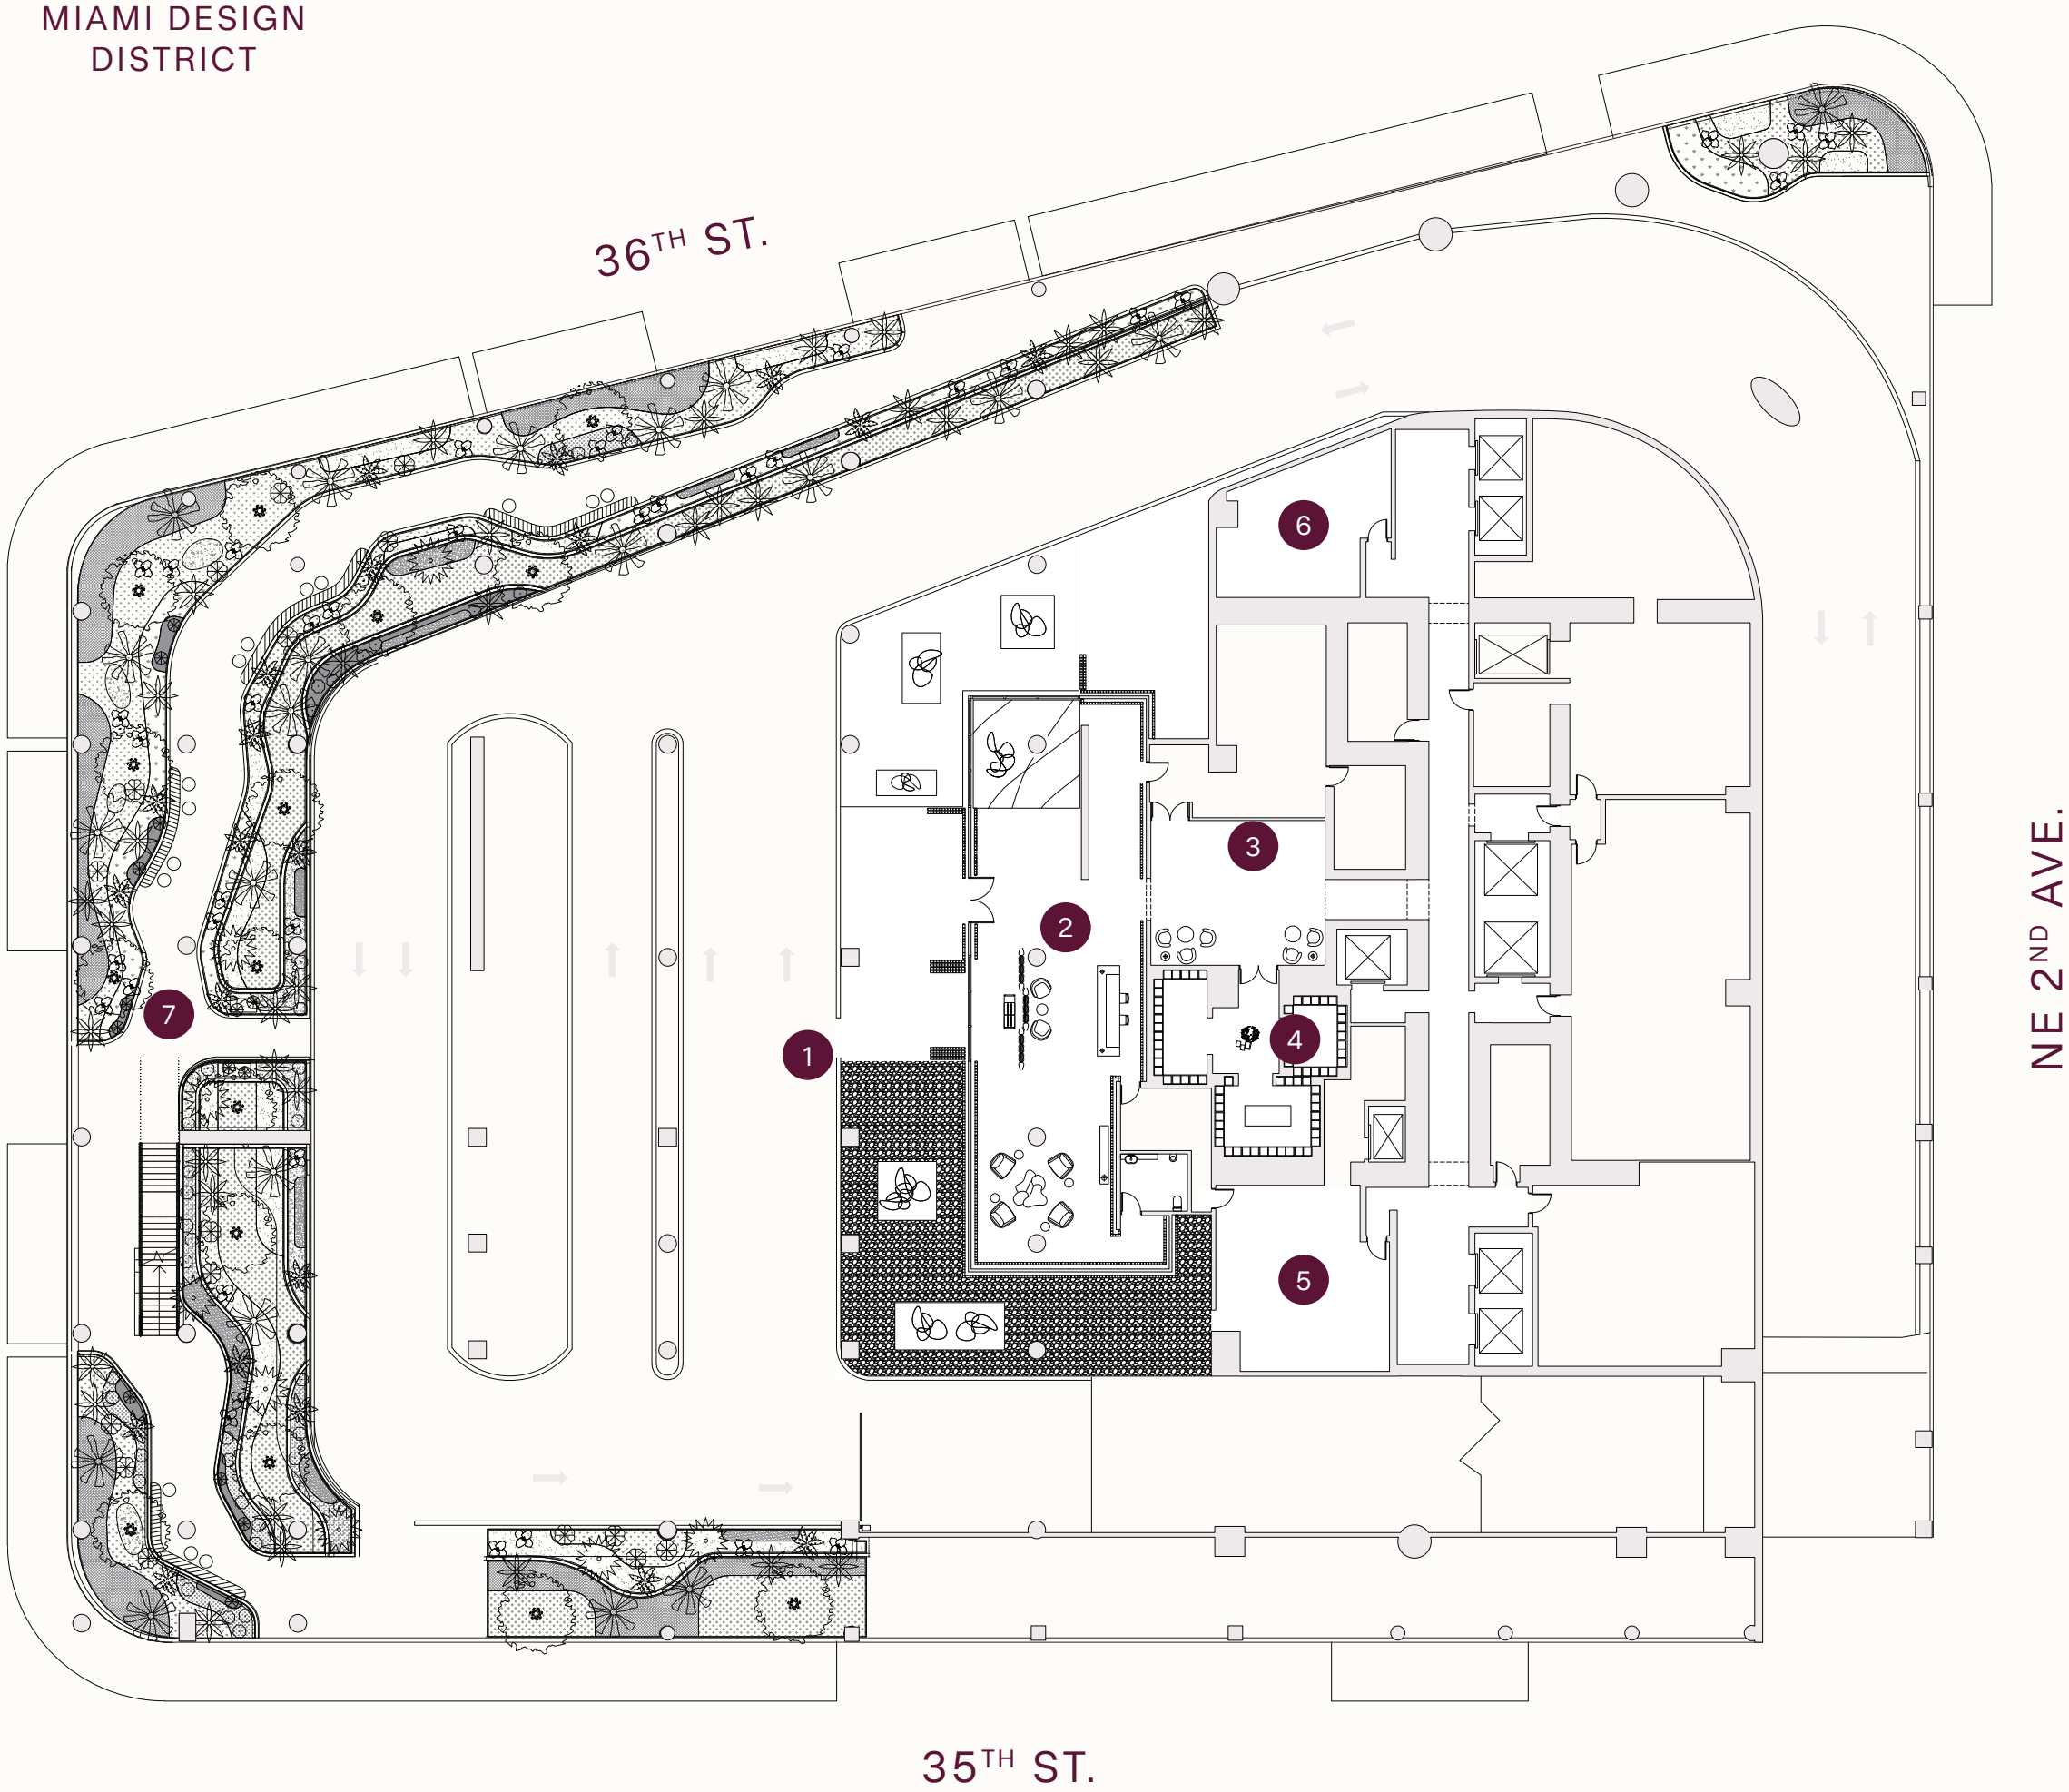 MIAMI DESIGN
DISTRICT
36TH ST.
6
3
2
7
1
4
5
NE 2ND AVE.
35TH ST.